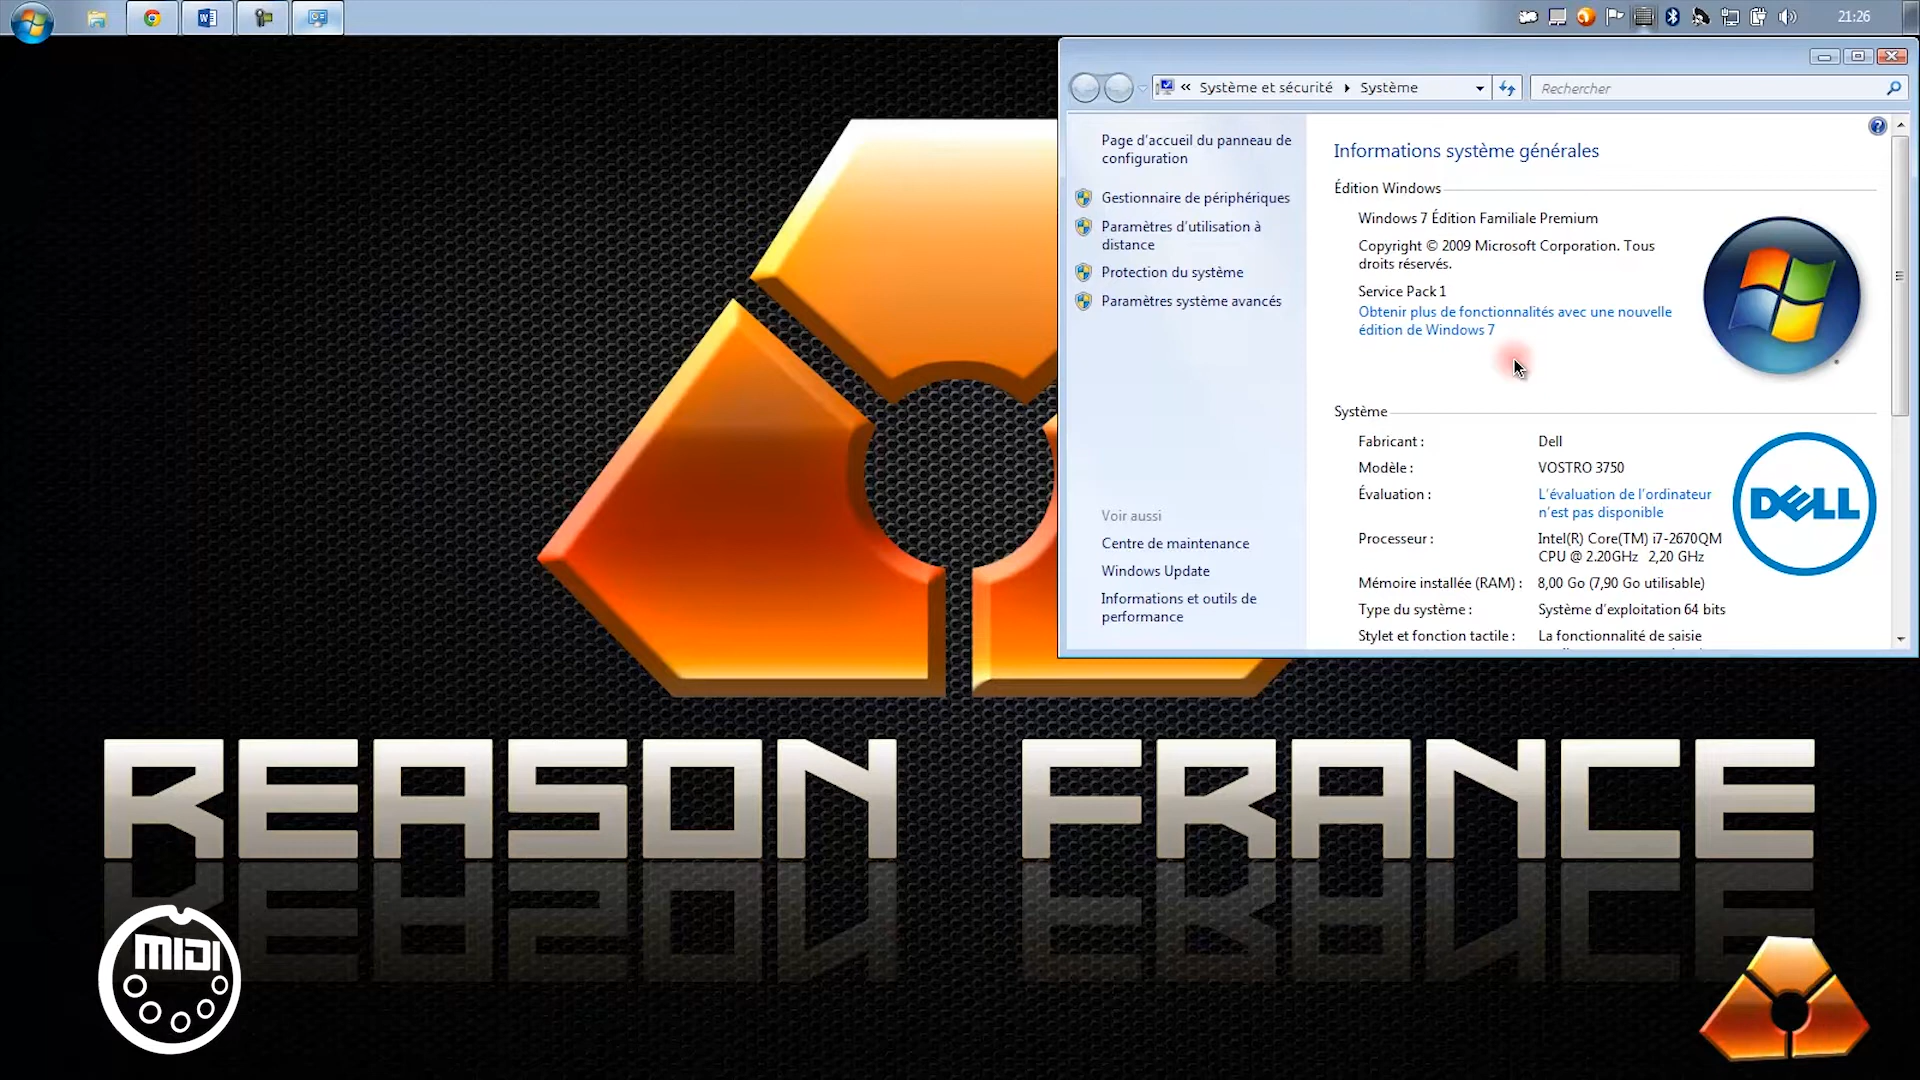 21:26
« Système et sécurité ▸ Système
Rechercher
Page d'accueil du panneau de
configuration
Gestionnaire de périphériques
Paramètres d'utilisation à
distance
Protection du système
Paramètres système avancés
Voir aussi
Centre de maintenance
Windows Update
Informations et outils de
performance
Informations système générales
Édition Windows
Windows 7 Édition Familiale Premium
Copyright © 2009 Microsoft Corporation. Tous
droits réservés.
Service Pack 1
Obtenir plus de fonctionnalités avec une nouvelle
édition de Windows 7
Système
Fabricant : Dell
Modèle : VOSTRO 3750
Évaluation : L'évaluation de l'ordinateur
n'est pas disponible
Processeur : Intel(R) Core(TM) i7-2670QM
CPU @ 2.20GHz 2,20 GHz
Mémoire installée (RAM) : 8,00 Go (7,90 Go utilisable)
Type du système : Système d'exploitation 64 bits
Stylet et fonction tactile : La fonctionnalité de saisie
DELL
REASON FRANCE
MIDI